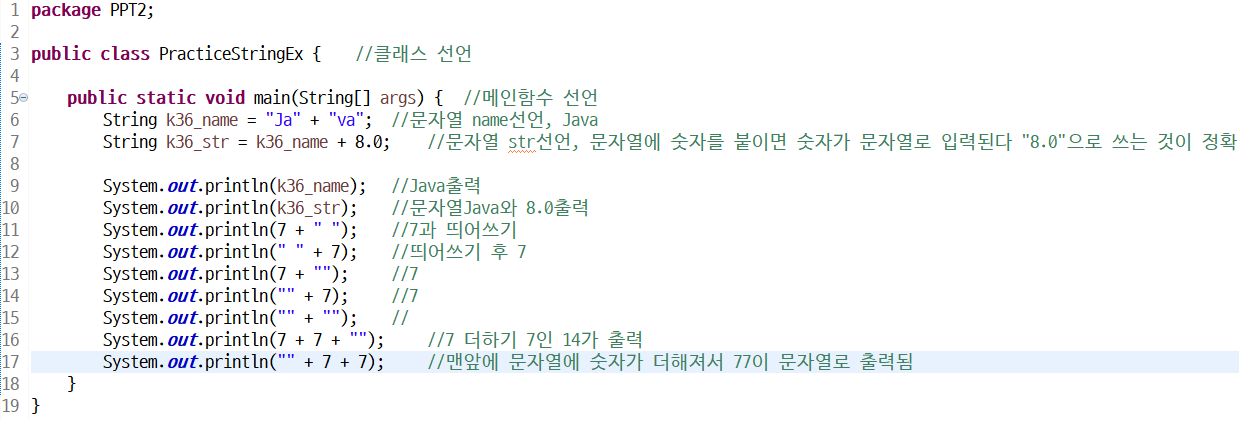 1 package PPT2;
2
3 public class PracticeStringEx {    //클래스 선언
4
5     public static void main(String[] args) {  //메인함수 선언
6         String k36_name = "Ja" + "va";  //문자열 name선언, Java
7         String k36_str = k36_name + 8.0;    //문자열 str선언, 문자열에 숫자를 붙이면 숫자가 문자열로 입력된다 "8.0"으로 쓰는 것이 정확
8
9         System.out.println(k36_name);   //Java출력
10         System.out.println(k36_str);    //문자열Java와 8.0출력
11         System.out.println(7 + " ");    //7과 띄어쓰기
12         System.out.println(" " + 7);    //띄어쓰기 후 7
13         System.out.println(7 + "");     //7
14         System.out.println("" + 7);     //7
15         System.out.println("" + "");    //
16         System.out.println(7 + 7 + "");     //7 더하기 7인 14가 출력
17         System.out.println("" + 7 + 7);     //맨앞에 문자열에 숫자가 더해져서 77이 문자열로 출력됨
18     }
19 }